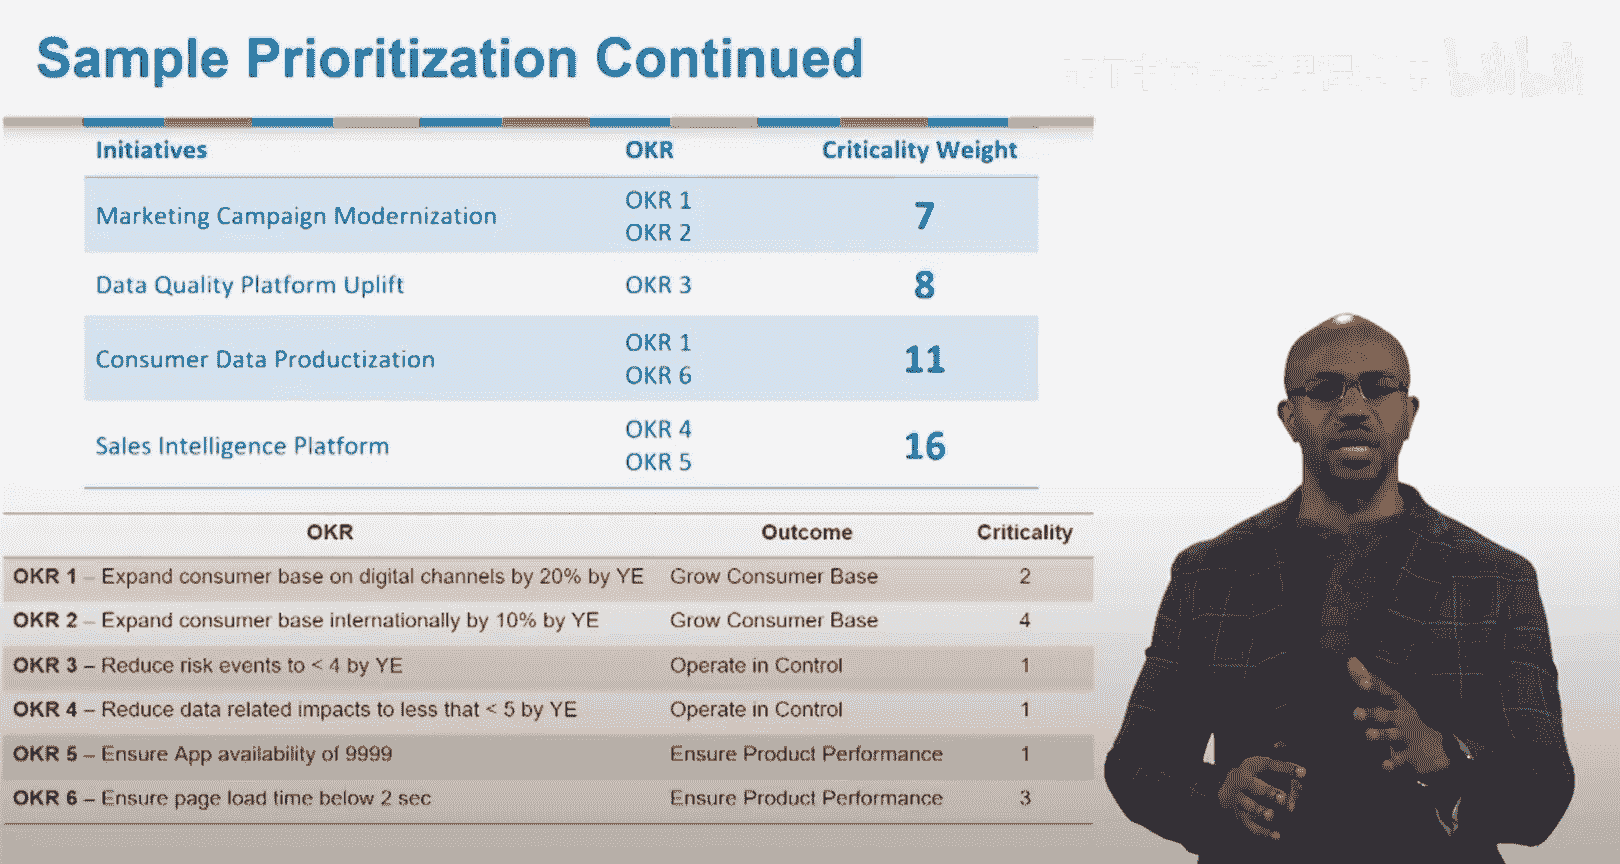 Sample Prioritization Continued
Initiatives OKR Criticality Weight
Marketing Campaign Modernization OKR 1 OKR 2 7
Data Quality Platform Uplift OKR 3 8
Consumer Data Productization OKR 1 OKR 6 11
Sales Intelligence Platform OKR 4 OKR 5 16
OKR Outcome Criticality
OKR 1 – Expand consumer base on digital channels by 20% by YE Grow Consumer Base 2
OKR 2 – Expand consumer base internationally by 10% by YE Grow Consumer Base 4
OKR 3 – Reduce risk events to < 4 by YE Operate in Control 1
OKR 4 – Reduce data related impacts to less that < 5 by YE Operate in Control 1
OKR 5 – Ensure App availability of 9999 Ensure Product Performance 1
OKR 6 – Ensure page load time below 2 sec Ensure Product Performance 3